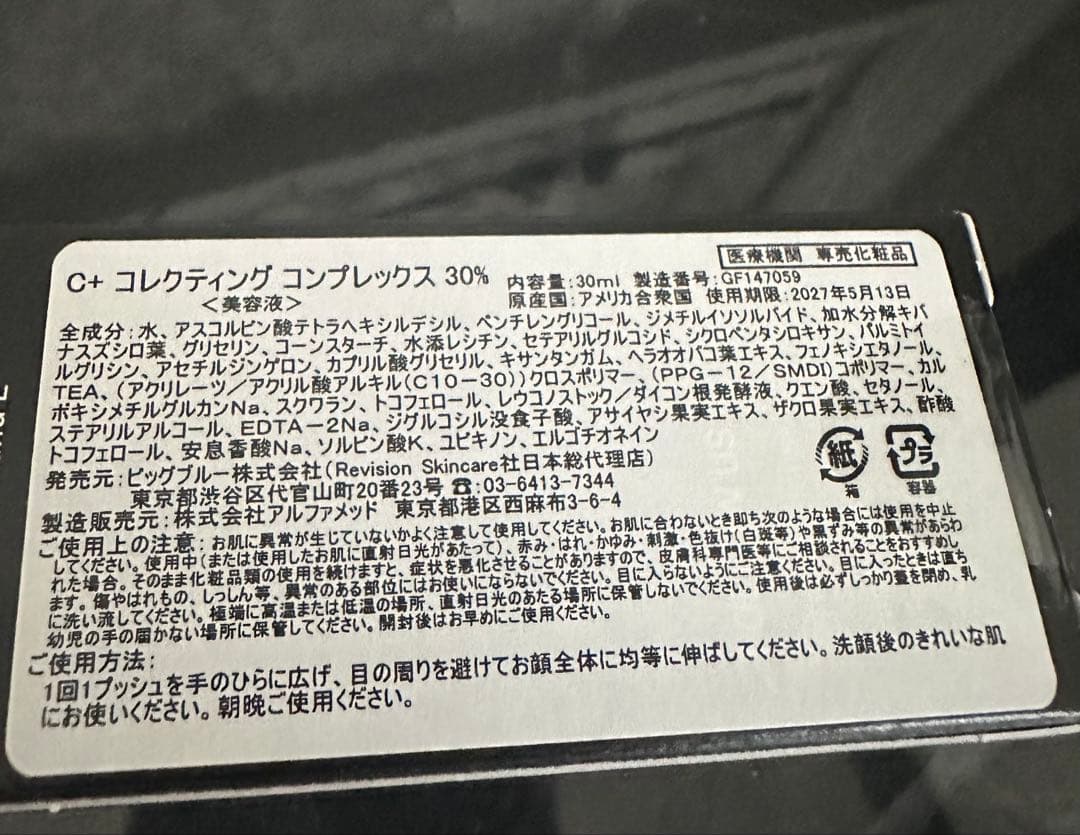 医療機関 専売化粧品
C+ コレクティング コンプレックス 30%
<美容液>
内容量:30ml 製造番号:GF147059
原産国:アメリカ合衆国 使用期限:2027年5月13日
全成分:水、アスコルビン酸テトラヘキシルデシル、ペンチレングリコール、ジメチルイソソルバイド、加水分解キバ
ナスズシロ葉、グリセリン、コーンスターチ、水添レシチン、セテアリルグルコシド、シクロペンタシロキサン、パルミトイ
ルグリシン、アセチルジンゲロン、カプリル酸グリセリル、キサンタンガム、ヘラオオバコ葉エキス、フェノキシエタノール、
TEA、(アクリレーツ/アクリル酸アルキル(C10-30))クロスポリマー、(PPG-12/SMDI)コポリマー、カル
ボキシメチルグルカンNa、スクワラン、トコフェロール、レウコノストック/ダイコン根発酵液、クエン酸、セタノール、
ステアリルアルコール、EDTA-2Na、ジグルコシル没食子酸、アサイヤシ果実エキス、ザクロ果実エキス、酢酸
トコフェロール、安息香酸Na、ソルビン酸K、ユビキノン、エルゴチオネイン
発売元:ビッグブルー株式会社(Revision Skincare社日本総代理店)
東京都渋谷区代官山町20番23号 ☎:03-6413-7344
製造販売元:株式会社アルファメッド 東京都港区西麻布3-6-4
紙
箱
プラ
容器
ご使用上の注意:お肌に異常が生じていないかよく注意して使用してください。お肌に合わないとき即ち次のような場合には使用を中止
してください。使用中(または使用したお肌に直射日光があたって)、赤み・はれ・かゆみ・刺激・色抜け(白斑等)や黒ずみ等の異常があらわ
れた場合。そのまま化粧品類の使用を続けますと、症状を悪化させることがありますので、皮膚科専門医等にご相談されることをおすすめし
ます。傷やはれもの、しっしん等、異常のある部位にはお使いにならないでください。目に入らないようにご注意ください。目に入ったときは直ち
に洗い流してください。極端に高温または低温の場所、直射日光のあたる場所に保管しないでください。使用後は必ずしっかり蓋を閉め、乳
幼児の手の届かない場所に保管してください。開封後はお早めにご使用ください。
ご使用方法:
1回1プッシュを手のひらに広げ、目の周りを避けてお顔全体に均等に伸ばしてください。洗顔後のきれいな肌
にお使いください。朝晩ご使用ください。